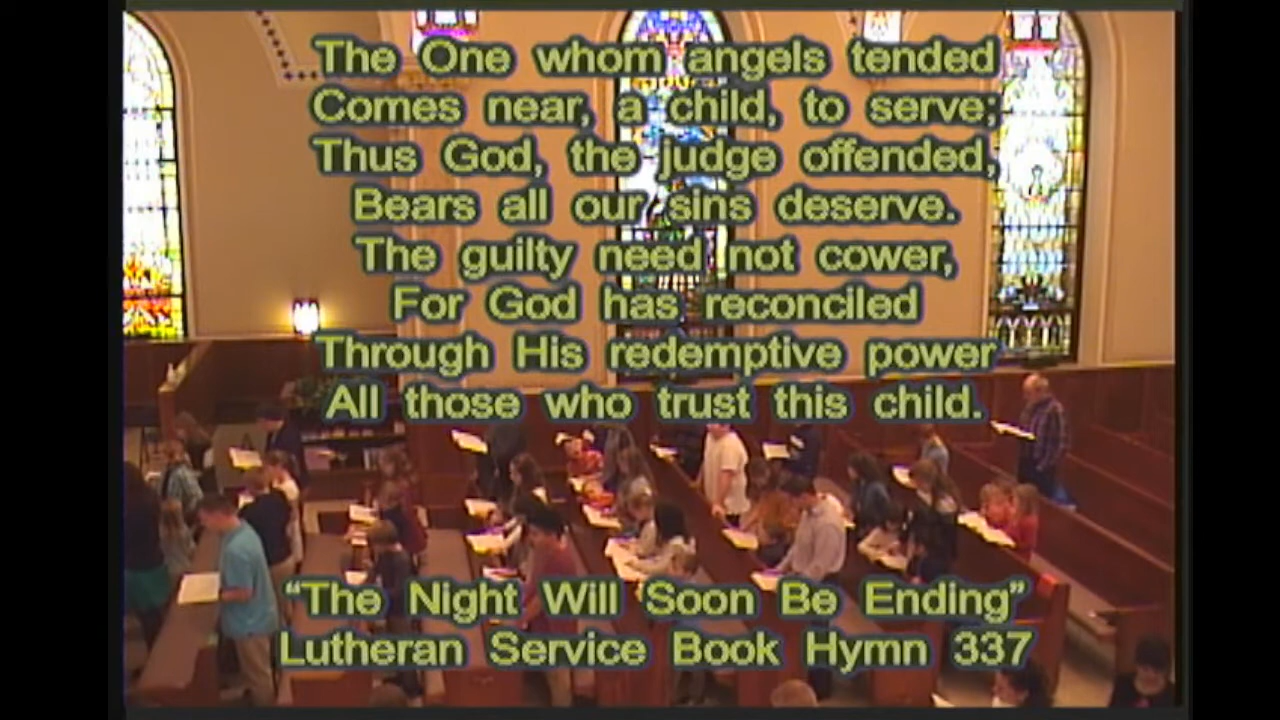 The One whom angels tended
Comes near, a child, to serve;
Thus God, the judge offended,
Bears all our sins deserve.
The guilty need not cower,
For God has reconciled
Through His redemptive power
All those who trust this child.
“The Night Will Soon Be Ending”
Lutheran Service Book Hymn 337